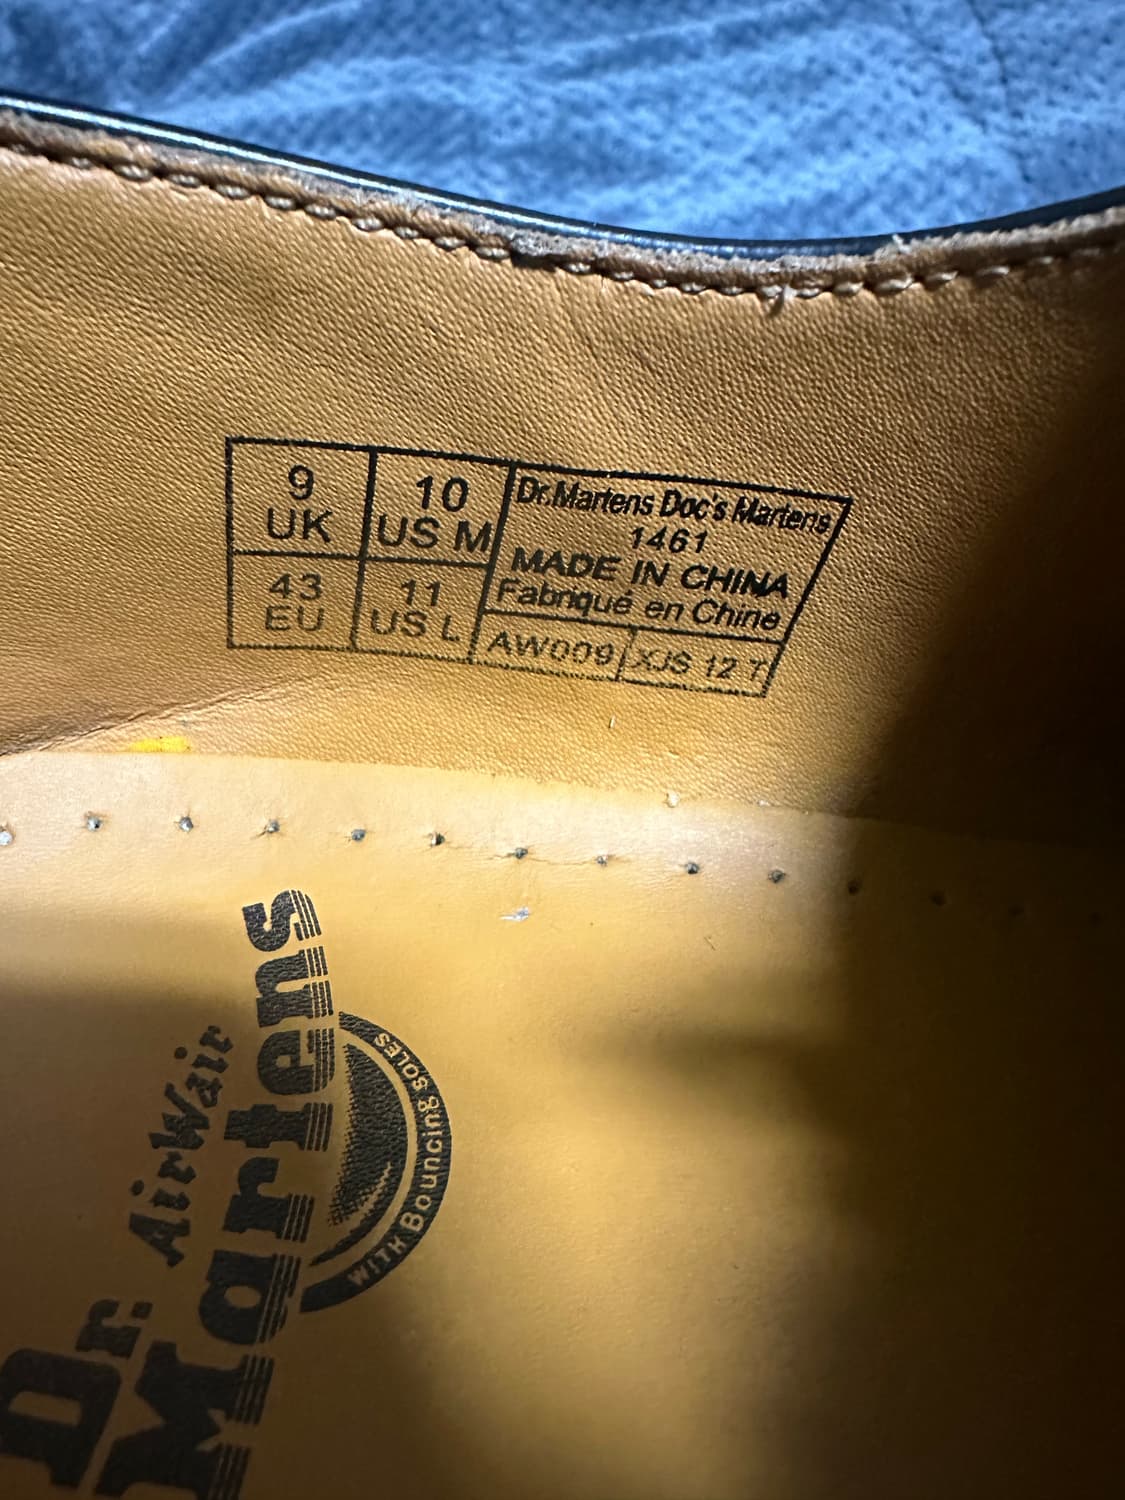 9
UK
10
US M
43
EU
11
US L
Dr.Martens Doc's Martens
1461
MADE IN CHINA
Fabriqué en Chine
AW009
XJS 12 T
Dr. Martens
AirWair
WITH Bouncing SOLES